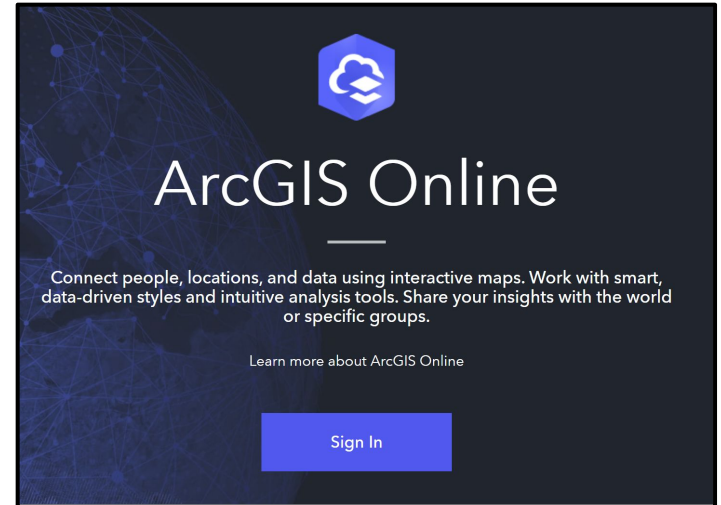 ArcGIS Online
Connect people, locations, and data using interactive maps. Work with smart,
data-driven styles and intuitive analysis tools. Share your insights with the world
or specific groups.
Learn more about ArcGIS Online
Sign In